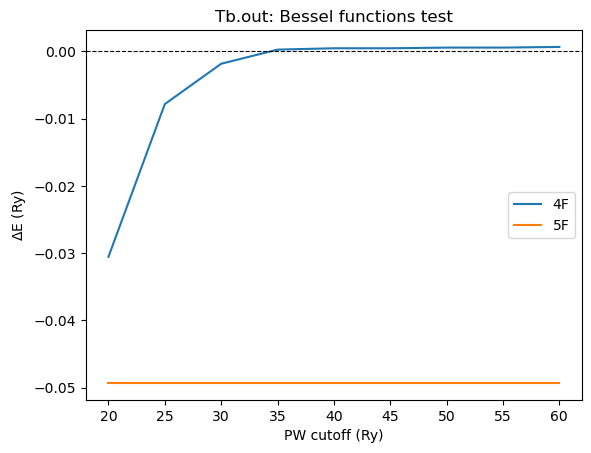 Tb.out: Bessel functions test
0.00
−0.01
−0.02
−0.03
−0.04
−0.05
ΔE (Ry)
4F
5F
20 25 30 35 40 45 50 55 60
PW cutoff (Ry)